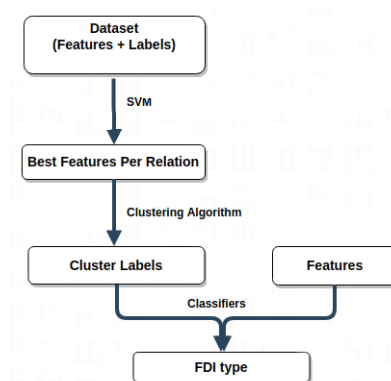 Dataset
(Features + Labels)
SVM
Best Features Per Relation
Clustering Algorithm
Cluster Labels
Features
Classifiers
FDI type